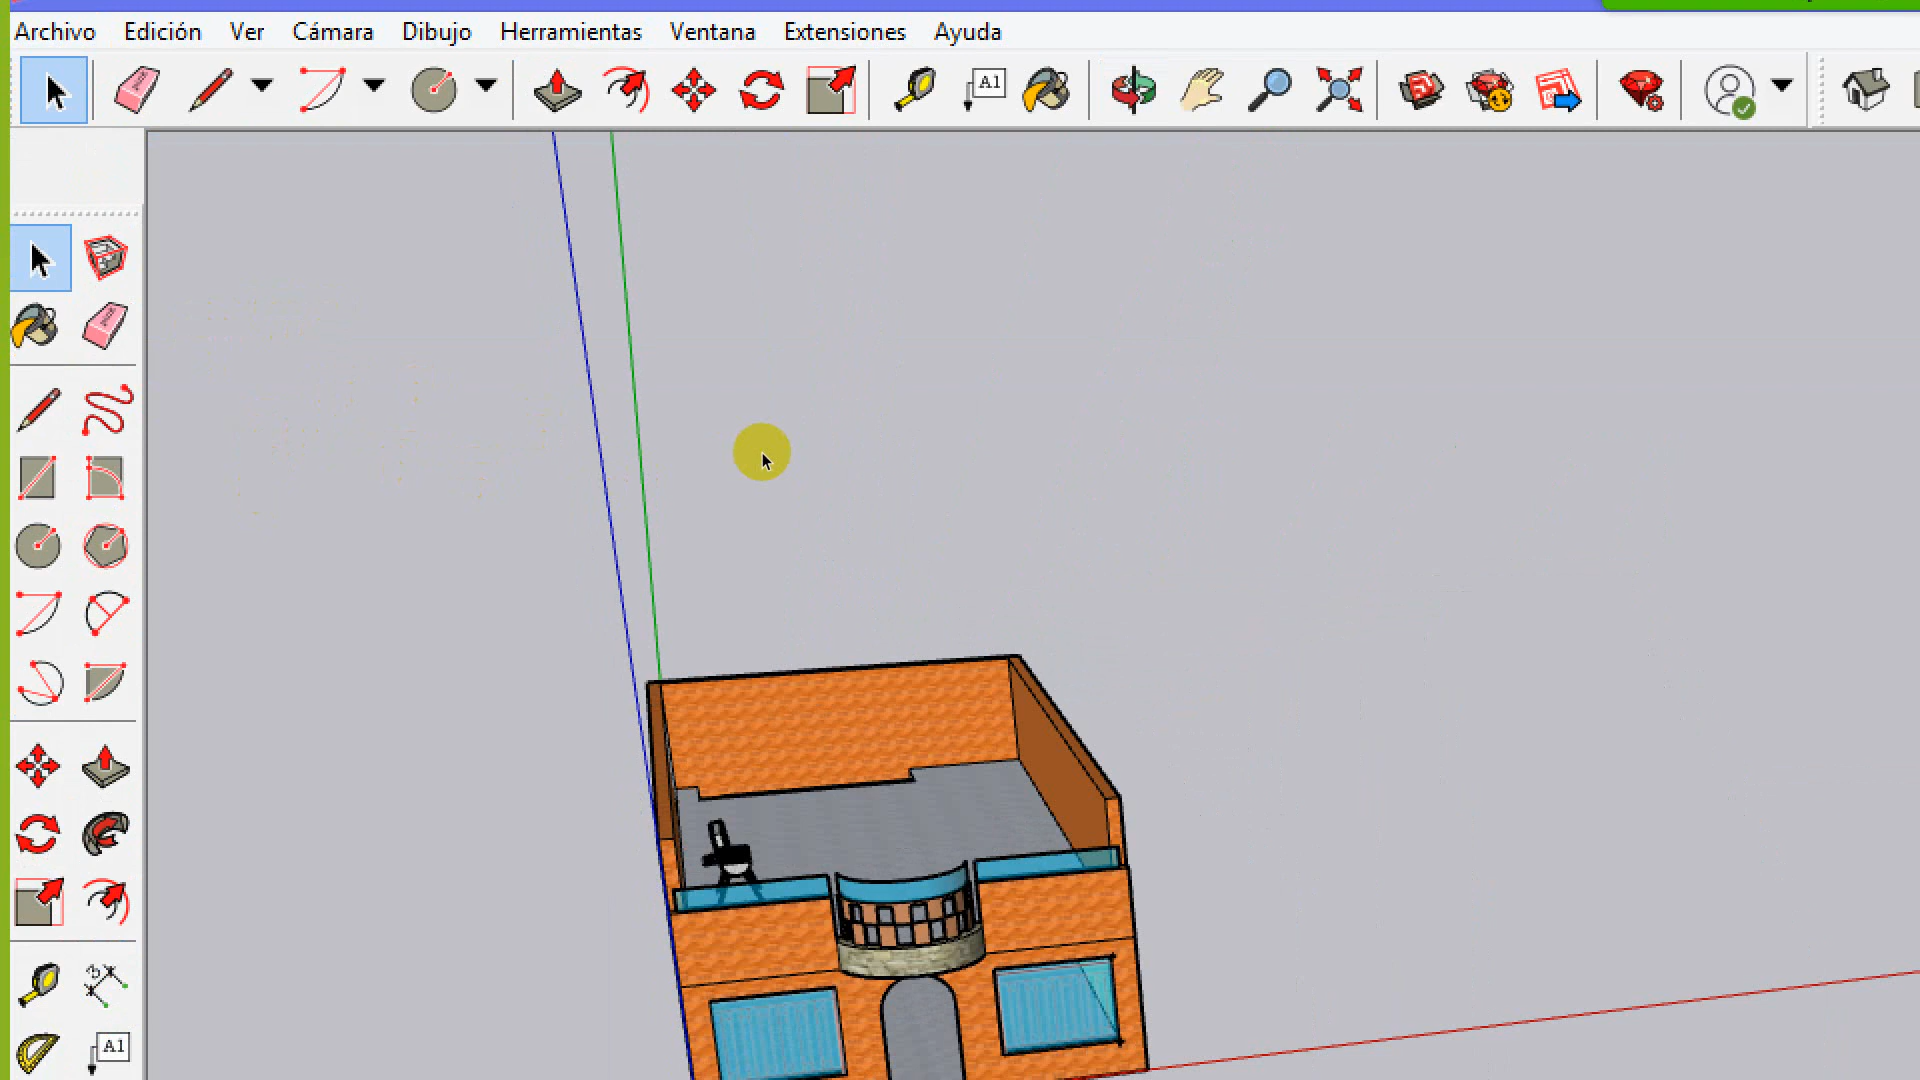 Archivo Edición Ver Cámara Dibujo Herramientas Ventana Extensiones Ayuda
A1
A1